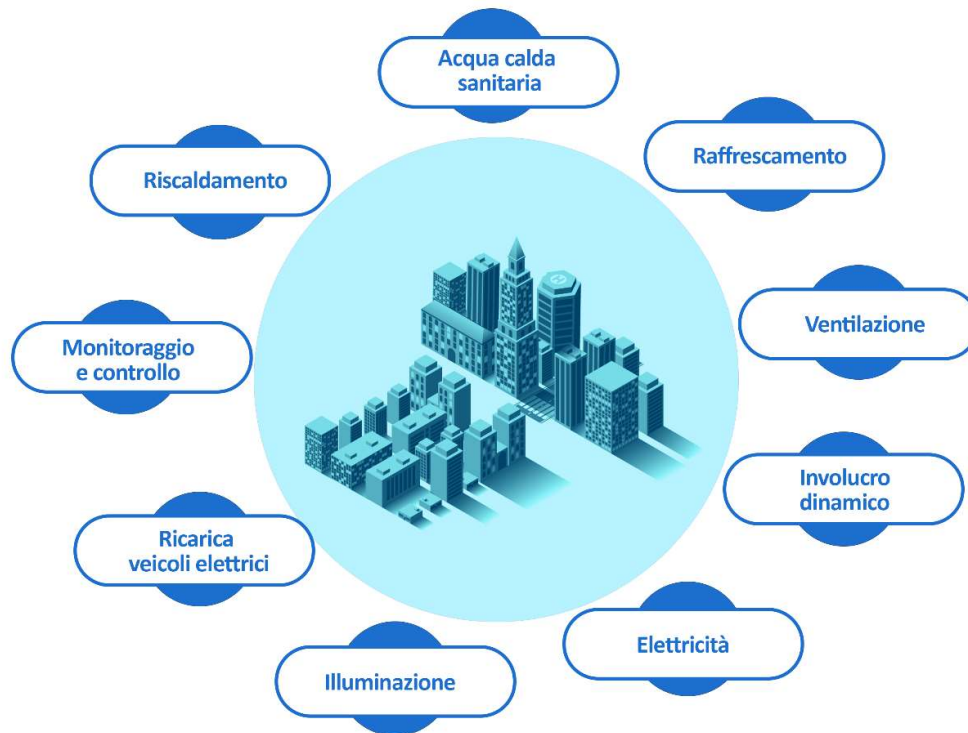 Acqua calda
sanitaria
Raffrescamento
Riscaldamento
Ventilazione
Monitoraggio
e controllo
Involucro
dinamico
Ricarica
veicoli elettrici
Elettricità
Illuminazione